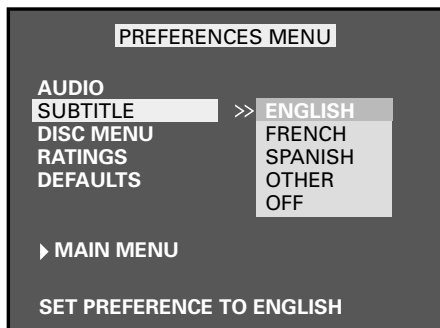 PREFERENCES MENU
AUDIO
SUBTITLE >> ENGLISH
DISC MENU FRENCH
RATINGS SPANISH
DEFAULTS OTHER
OFF
MAIN MENU
SET PREFERENCE TO ENGLISH